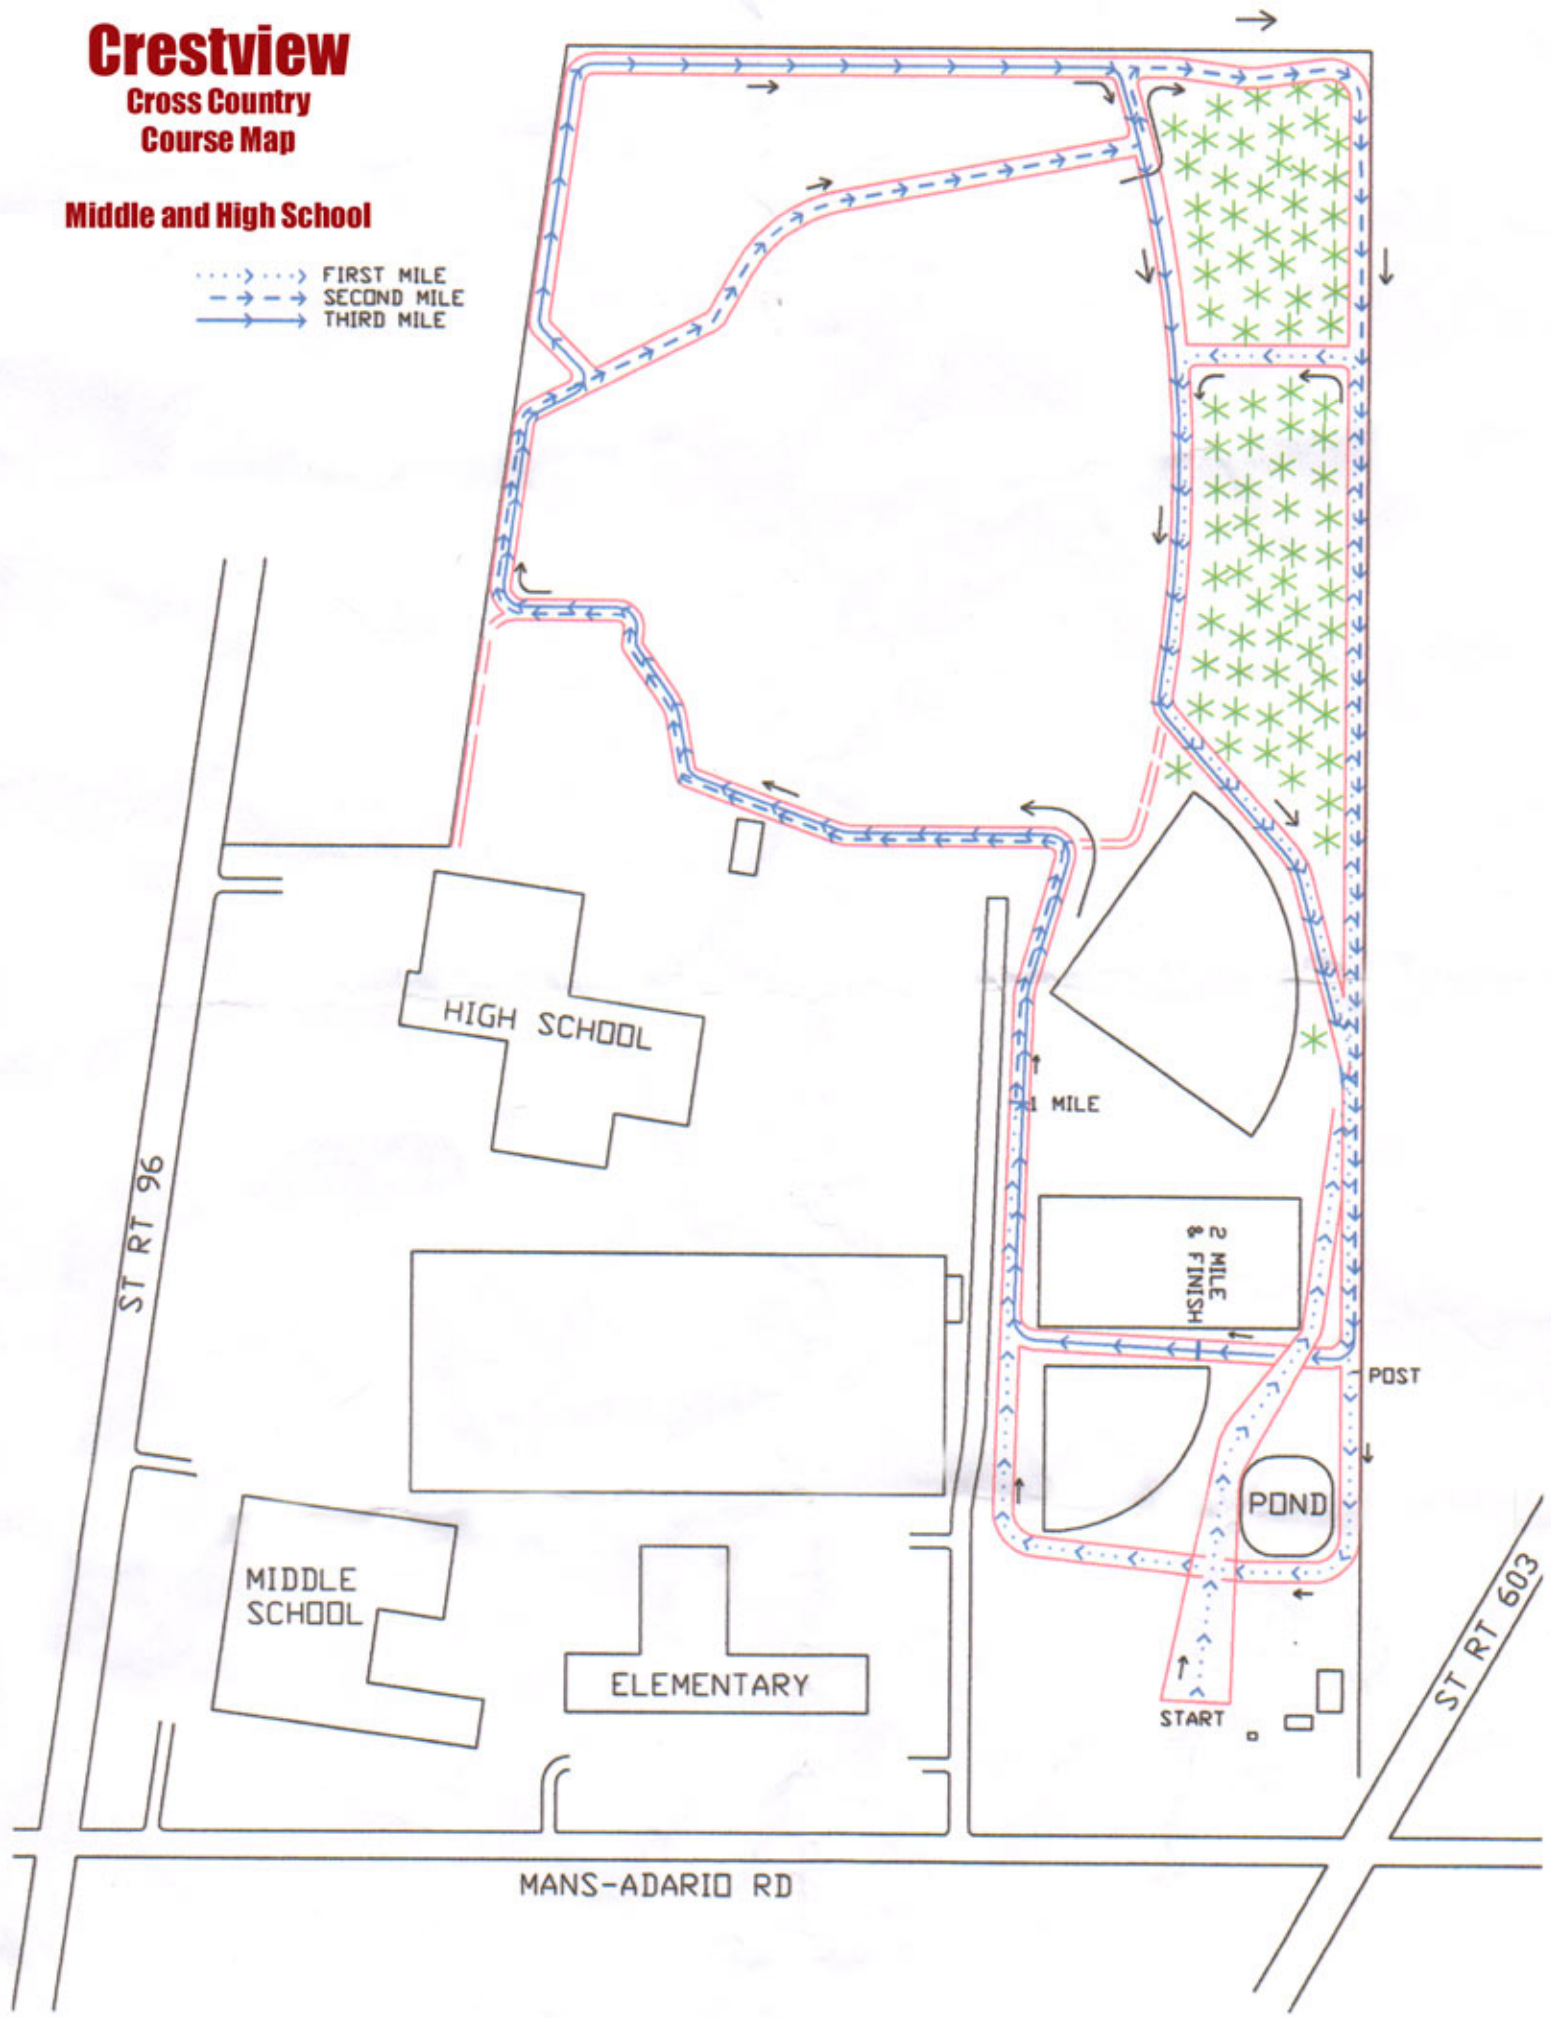 Crestview
Cross Country
Course Map
Middle and High School
FIRST MILE
SECOND MILE
THIRD MILE
HIGH SCHOOL
1 MILE
ST RT 96
2 MILE
& FINISH
POST
POND
MIDDLE
SCHOOL
ELEMENTARY
START
ST RT 603
MANS-ADARIO RD